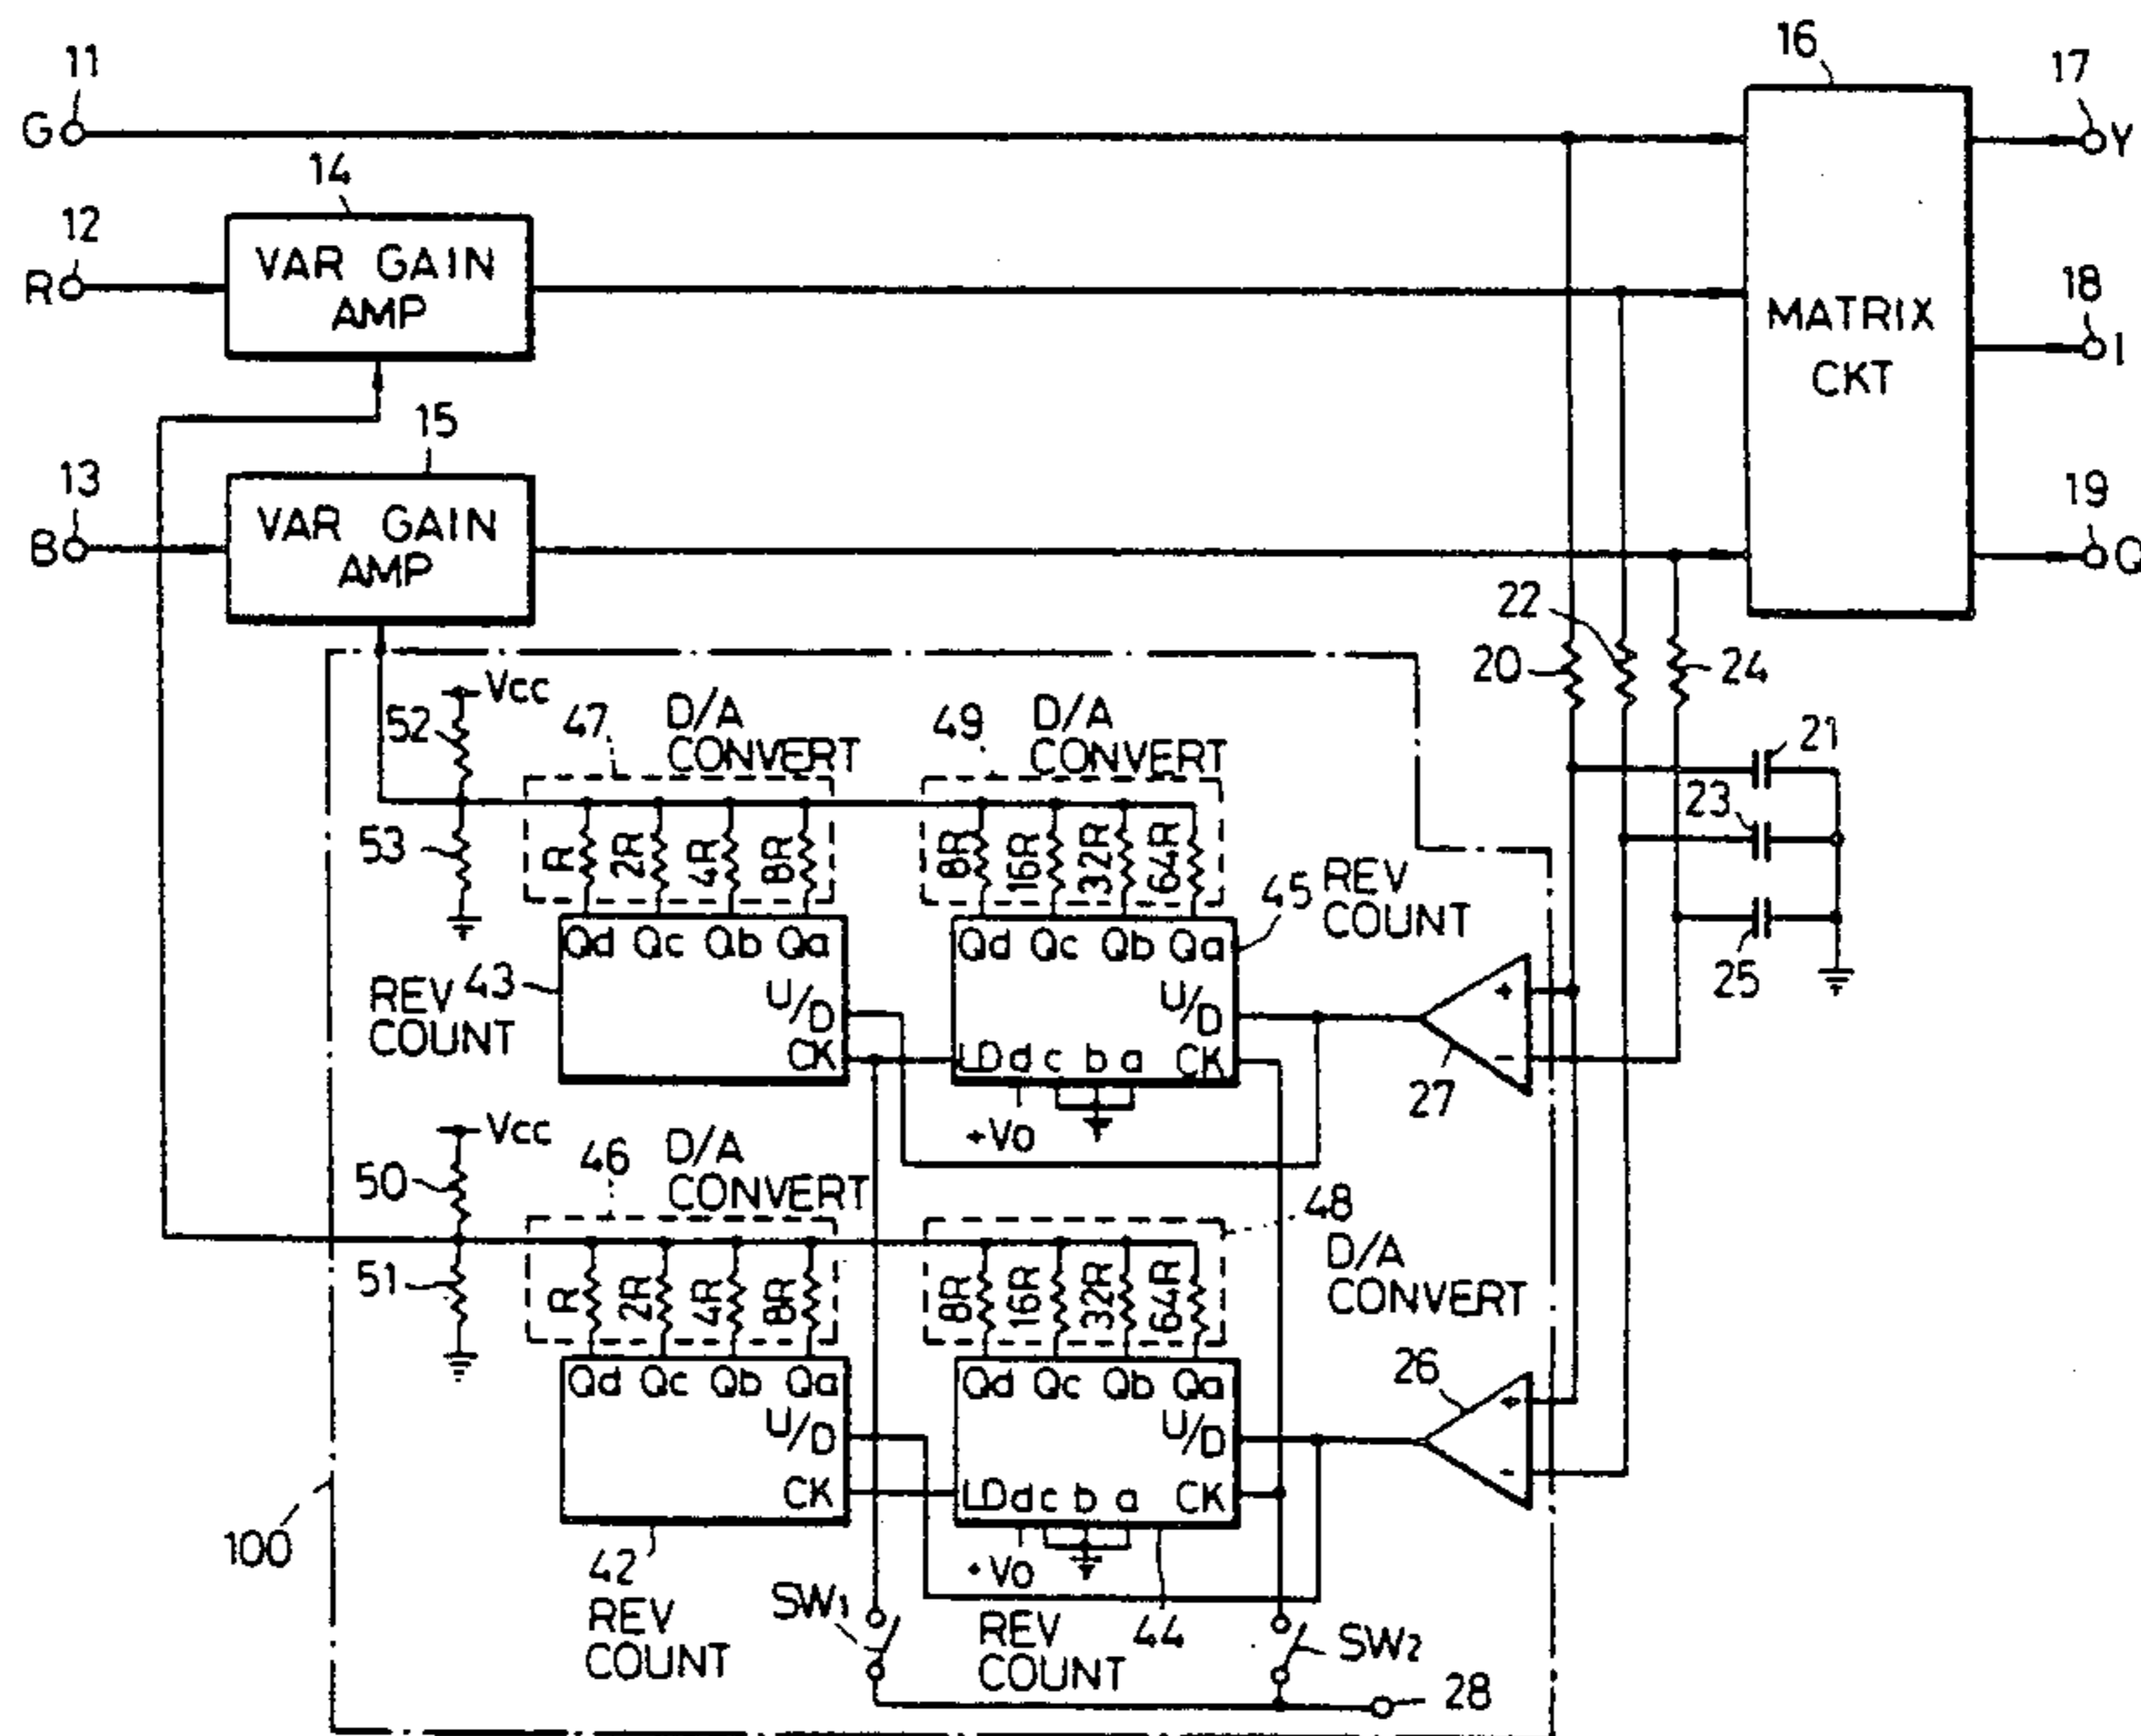 11
G
12
R
14
VAR GAIN
AMP
13
B
15
VAR GAIN
AMP
16
MATRIX
CKT
17
Y
18
I
19
Q
20
22
24
21
23
25
Vcc
52
53
47
D/A
CONVERT
49
D/A
CONVERT
R 2R 4R 8R
8R 16R 32R 64R
Qd Qc Qb Qa
U/D
CK
REV 43
COUNT
Qd Qc Qb Qa
U/D
LD d c b a CK
+Vo
45 REV
COUNT
27
+
-
Vcc
50
51
46
D/A
CONVERT
48
D/A
CONVERT
R 2R 4R 8R
8R 16R 32R 64R
Qd Qc Qb Qa
U/D
CK
42
REV
COUNT
Qd Qc Qb Qa
U/D
LD d c b a CK
+Vo
REV
COUNT
44
26
+
-
100
SW1
SW2
28